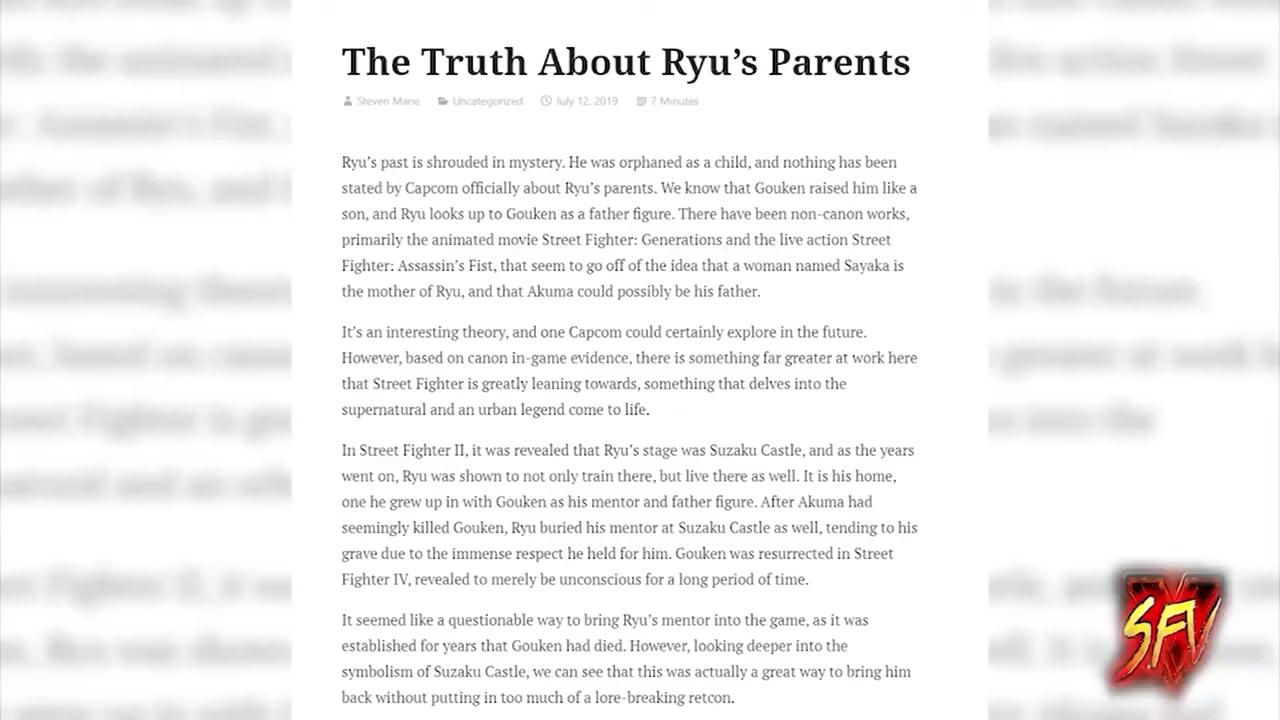 The Truth About Ryu’s Parents
Steven Mane Uncategorized July 12, 2019 7 Minutes
Ryu’s past is shrouded in mystery. He was orphaned as a child, and nothing has been
stated by Capcom officially about Ryu’s parents. We know that Gouken raised him like a
son, and Ryu looks up to Gouken as a father figure. There have been non-canon works,
primarily the animated movie Street Fighter: Generations and the live action Street
Fighter: Assassin’s Fist, that seem to go off of the idea that a woman named Sayaka is
the mother of Ryu, and that Akuma could possibly be his father.
It’s an interesting theory, and one Capcom could certainly explore in the future.
However, based on canon in-game evidence, there is something far greater at work here
that Street Fighter is greatly leaning towards, something that delves into the
supernatural and an urban legend come to life.
In Street Fighter II, it was revealed that Ryu’s stage was Suzaku Castle, and as the years
went on, Ryu was shown to not only train there, but live there as well. It is his home,
one he grew up in with Gouken as his mentor and father figure. After Akuma had
seemingly killed Gouken, Ryu buried his mentor at Suzaku Castle as well, tending to his
grave due to the immense respect he held for him. Gouken was resurrected in Street
Fighter IV, revealed to merely be unconscious for a long period of time.
It seemed like a questionable way to bring Ryu’s mentor into the game, as it was
established for years that Gouken had died. However, looking deeper into the
symbolism of Suzaku Castle, we can see that this was actually a great way to bring him
back without putting in too much of a lore-breaking retcon.
SFV